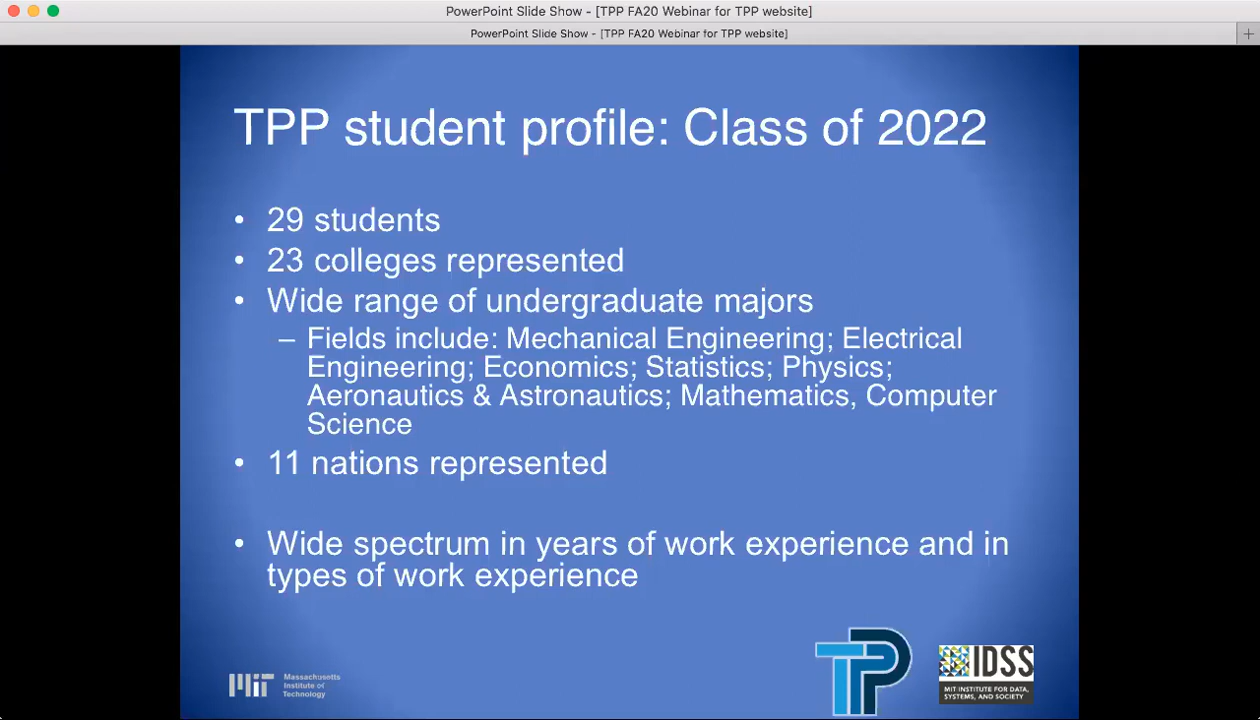 PowerPoint Slide Show - [TPP FA20 Webinar for TPP website]
PowerPoint Slide Show - [TPP FA20 Webinar for TPP website]
TPP student profile: Class of 2022
• 29 students
• 23 colleges represented
• Wide range of undergraduate majors
– Fields include: Mechanical Engineering; Electrical
Engineering; Economics; Statistics; Physics;
Aeronautics & Astronautics; Mathematics, Computer
Science
• 11 nations represented
• Wide spectrum in years of work experience and in
types of work experience
MIT Massachusetts
Institute of
Technology
TPP
IDSS
MIT INSTITUTE FOR DATA,
SYSTEMS, AND SOCIETY